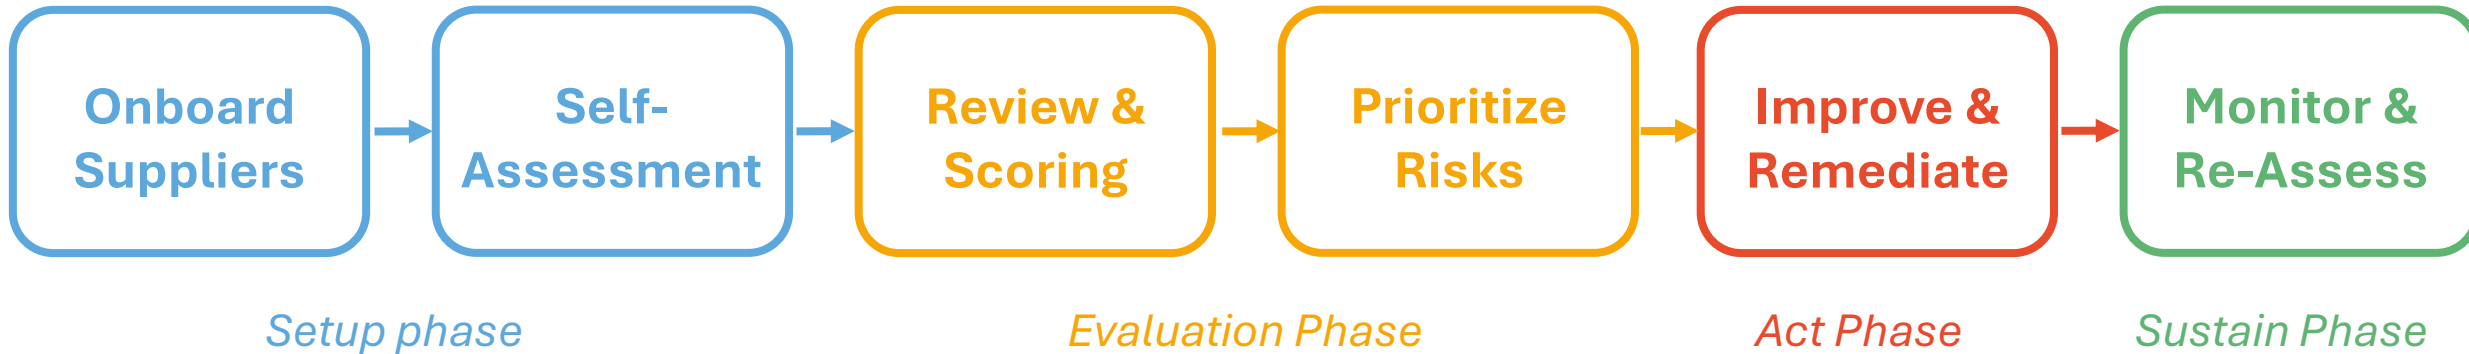 Onboard
Suppliers
Self-
Assessment
Review &
Scoring
Prioritize
Risks
Improve &
Remediate
Monitor &
Re-Assess
Setup phase
Evaluation Phase
Act Phase
Sustain Phase